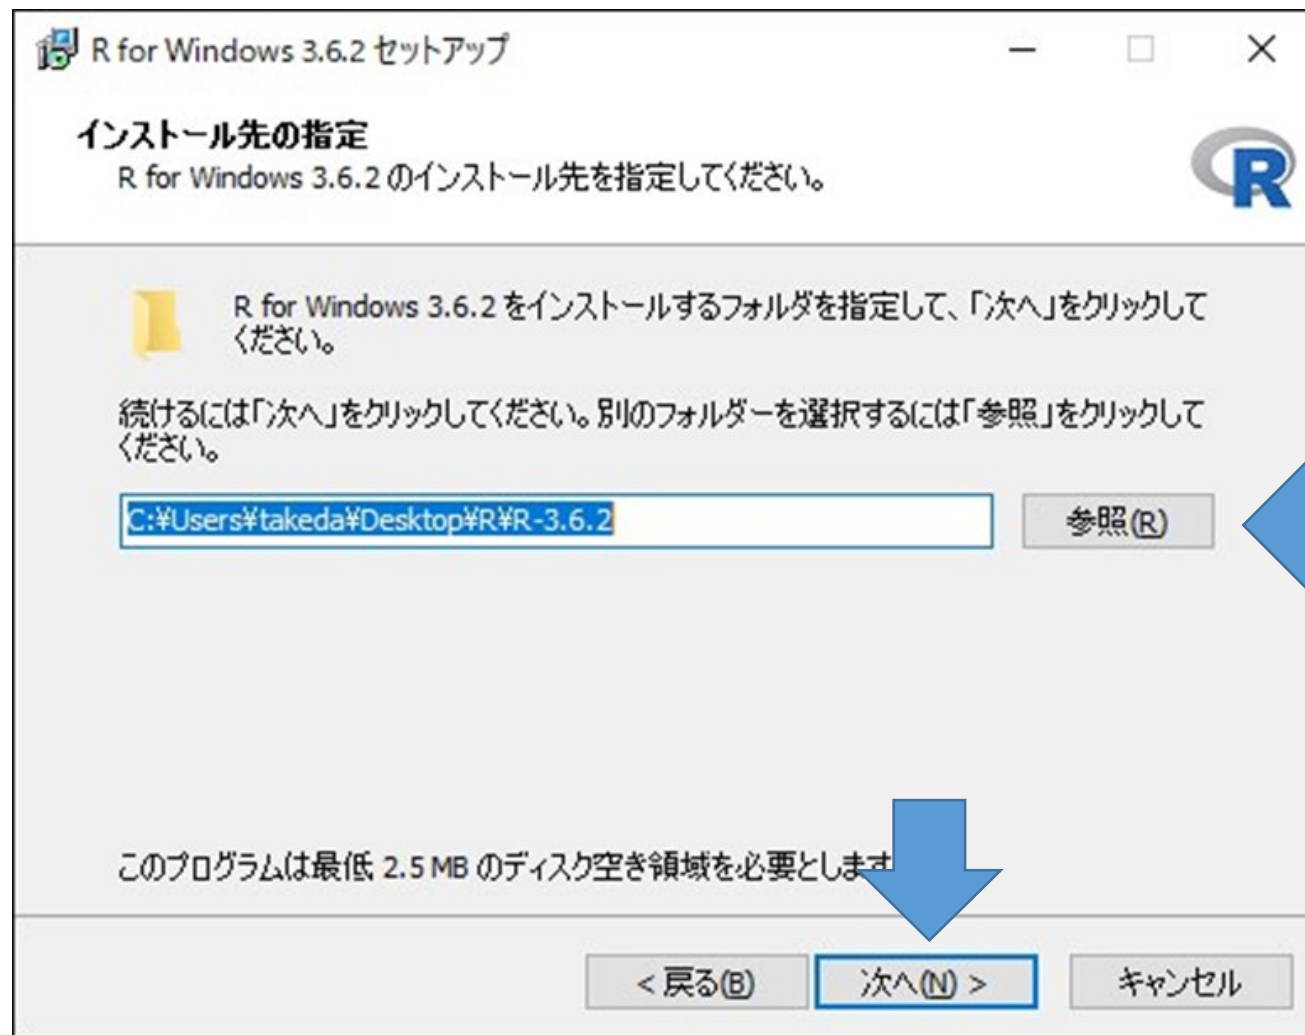 R for Windows 3.6.2 セットアップ
インストール先の指定
R for Windows 3.6.2 のインストール先を指定してください。
R
R for Windows 3.6.2 をインストールするフォルダを指定して、「次へ」をクリックして
ください。
続けるには「次へ」をクリックしてください。別のフォルダーを選択するには「参照」をクリックして
ください。
C:¥Users¥takeda¥Desktop¥R¥R-3.6.2
参照(R)
このプログラムは最低 2.5 MB のディスク空き領域を必要とします
< 戻る(B)
次へ(N) >
キャンセル